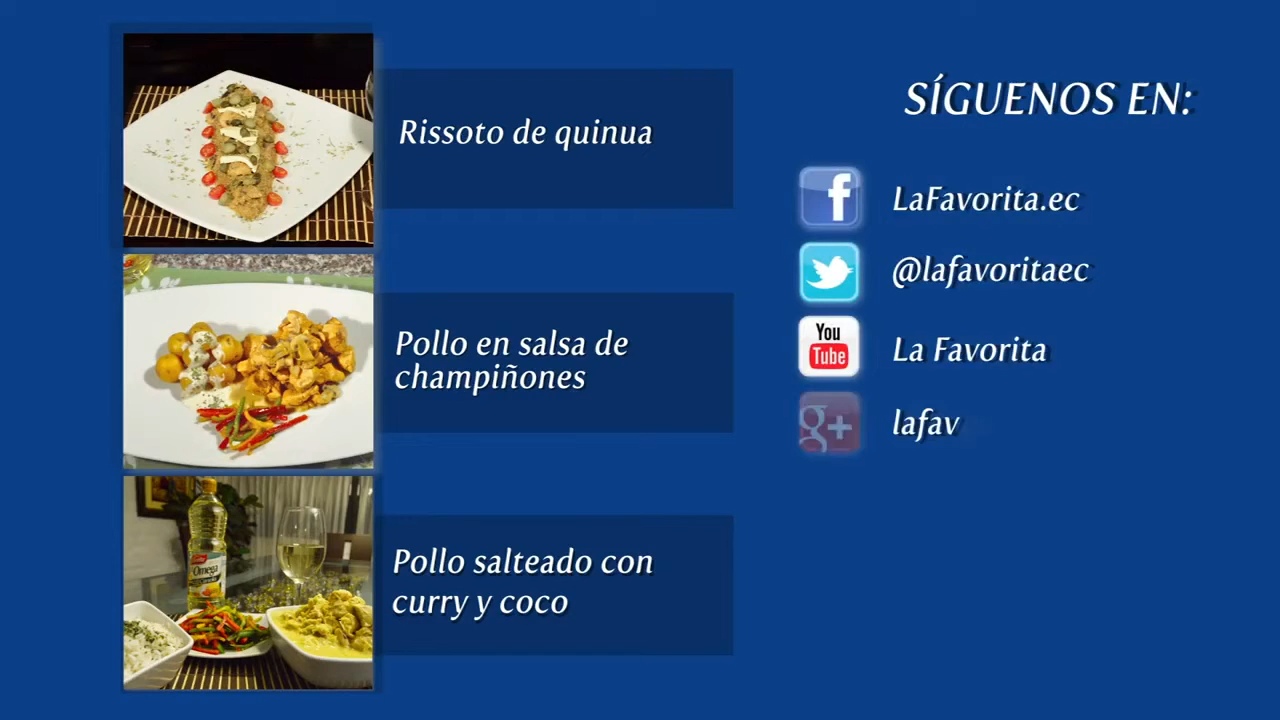 Rissoto de quinua
Pollo en salsa de
champiñones
Omega
Pollo salteado con
curry y coco
SÍGUENOS EN:
f
LaFavorita.ec
@lafavoritaec
You
Tube
La Favorita
g+
lafav